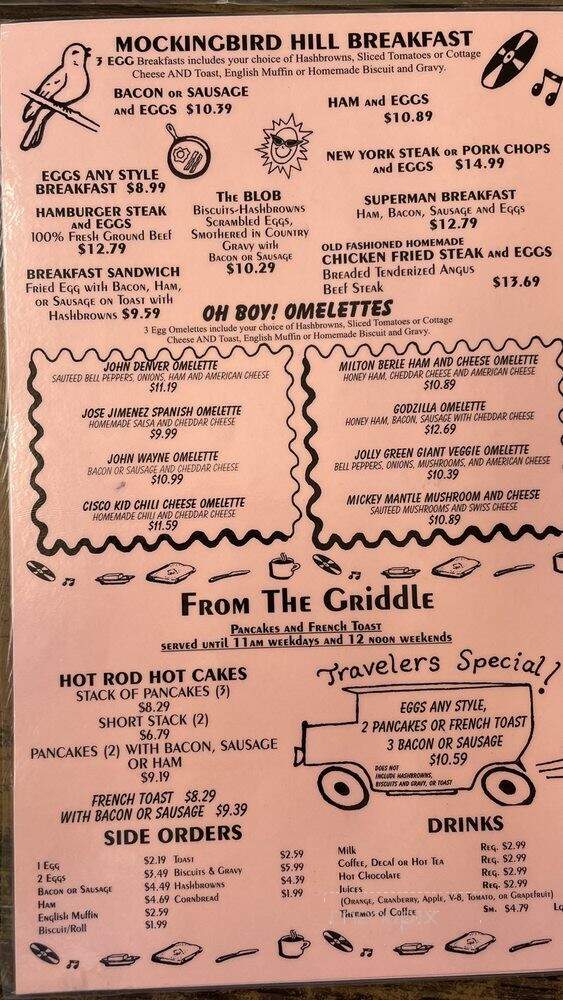 MOCKINGBIRD HILL BREAKFAST
3 EGG Breakfasts includes your choice of Hashbrowns, Sliced Tomatoes or Cottage
Cheese AND Toast, English Muffin or Homemade Biscuit and Gravy.
BACON OR SAUSAGE
AND EGGS $10.39
HAM AND EGGS
$10.89
NEW YORK STEAK OR PORK CHOPS
AND EGGS $14.99
EGGS ANY STYLE
BREAKFAST $8.99
THE BLOB
Biscuits-Hashbrowns
Scrambled Eggs,
Smothered in Country
Gravy with
Bacon or Sausage
$10.29
SUPERMAN BREAKFAST
Ham, Bacon, Sausage and Eggs
$12.79
HAMBURGER STEAK
AND EGGS
100% Fresh Ground Beef
$12.79
OLD FASHIONED HOMEMADE
CHICKEN FRIED STEAK AND EGGS
Breaded Tenderized Angus
Beef Steak $13.69
BREAKFAST SANDWICH
Fried Egg with Bacon, Ham,
or Sausage on Toast with
Hashbrowns $9.59
OH BOY! OMELETTES
3 Egg Omelettes include your choice of Hashbrowns, Sliced Tomatoes or Cottage
Cheese AND Toast, English Muffin or Homemade Biscuit and Gravy.
JOHN DENVER OMELETTE
SAUTEED BELL PEPPERS, ONIONS, HAM AND AMERICAN CHEESE
$11.19
JOSE JIMENEZ SPANISH OMELETTE
HOMEMADE SALSA AND CHEDDAR CHEESE
$9.99
JOHN WAYNE OMELETTE
BACON OR SAUSAGE AND CHEDDAR CHEESE
$10.99
CISCO KID CHILI CHEESE OMELETTE
HOMEMADE CHILI AND CHEDDAR CHEESE
$11.59
MILTON BERLE HAM AND CHEESE OMELETTE
HONEY HAM, CHEDDAR CHEESE AND AMERICAN CHEESE
$10.89
GODZILLA OMELETTE
HONEY HAM, BACON, SAUSAGE WITH CHEDDAR CHEESE
$12.69
JOLLY GREEN GIANT VEGGIE OMELETTE
BELL PEPPERS, ONIONS, MUSHROOMS, AND AMERICAN CHEESE
$10.39
MICKEY MANTLE MUSHROOM AND CHEESE
SAUTEED MUSHROOMS AND SWISS CHEESE
$10.89
FROM THE GRIDDLE
PANCAKES AND FRENCH TOAST
SERVED UNTIL 11AM WEEKDAYS AND 12 NOON WEEKENDS
HOT ROD HOT CAKES
STACK OF PANCAKES (3)
$8.29
SHORT STACK (2)
$6.79
PANCAKES (2) WITH BACON, SAUSAGE
OR HAM
$9.19
FRENCH TOAST $8.29
WITH BACON OR SAUSAGE $9.39
Travelers Special!
EGGS ANY STYLE,
2 PANCAKES OR FRENCH TOAST
3 BACON OR SAUSAGE
$10.59
DOES NOT
INCLUDE HASHBROWNS,
BISCUITS AND GRAVY, OR TOAST
SIDE ORDERS
1 Egg $2.19 Toast $2.59
2 Eggs $3.49 Biscuits & Gravy $5.99
Bacon or Sausage $4.49 Hashbrowns $4.39
Ham $4.69 Cornbread $1.99
English Muffin $2.59
Biscuit/Roll $1.99
DRINKS
Milk Reg. $2.99
Coffee, Decaf or Hot Tea Reg. $2.99
Hot Chocolate Reg. $2.99
Juices Reg. $2.99
(Orange, Cranberry, Apple, V-8, Tomato, or Grapefruit)
Thermos of Coffee Sm. $4.79